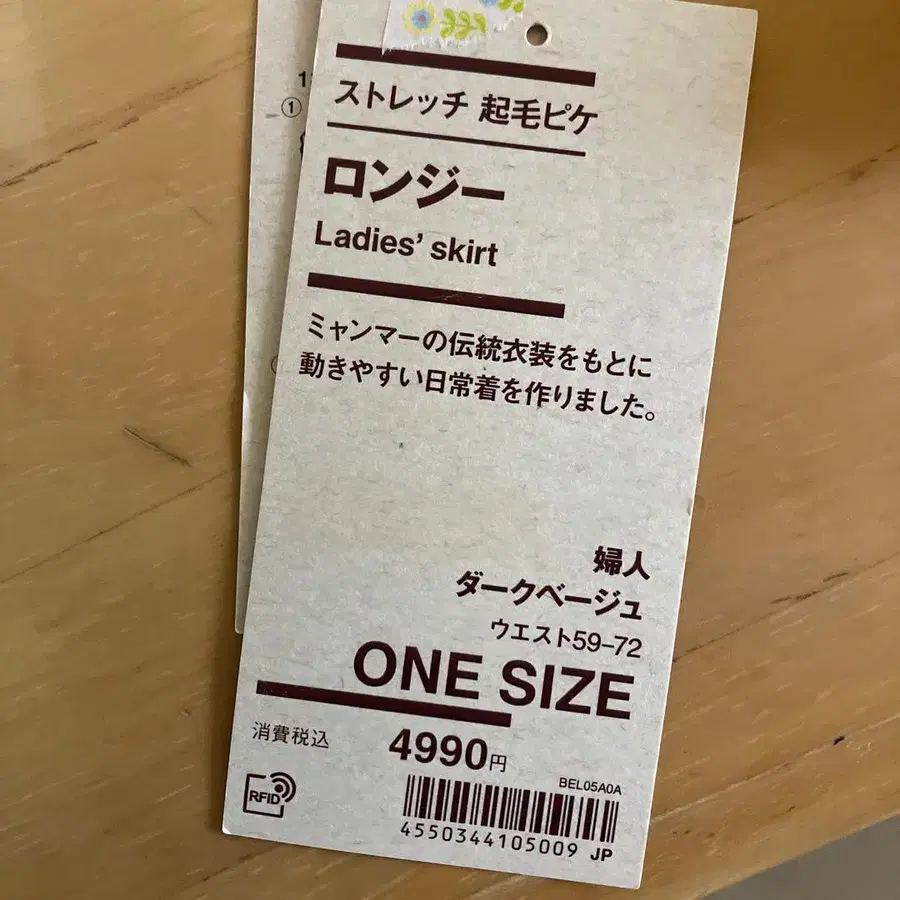 ストレッチ 起毛ピケ
ロンジー
Ladies' skirt
ミャンマーの伝統衣装をもとに
動きやすい日常着を作りました。
婦人
ダークベージュ
ウエスト59-72
ONE SIZE
消費税込 4990円
BEL05A0A
RFID
4550344105009 JP
①